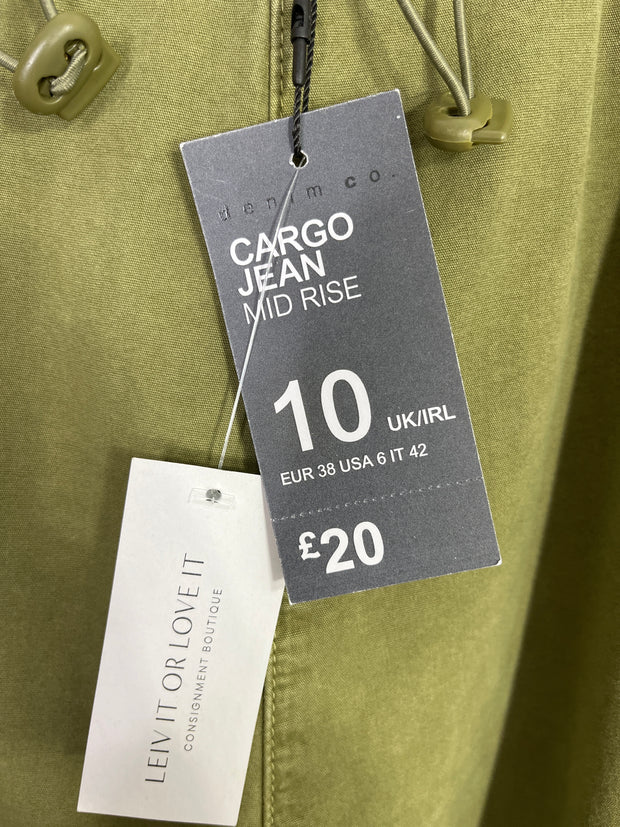 denim co.
CARGO
JEAN
MID RISE
10 UK/IRL
EUR 38 USA 6 IT 42
£20
LEIV IT OR LOVE IT
CONSIGNMENT BOUTIQUE